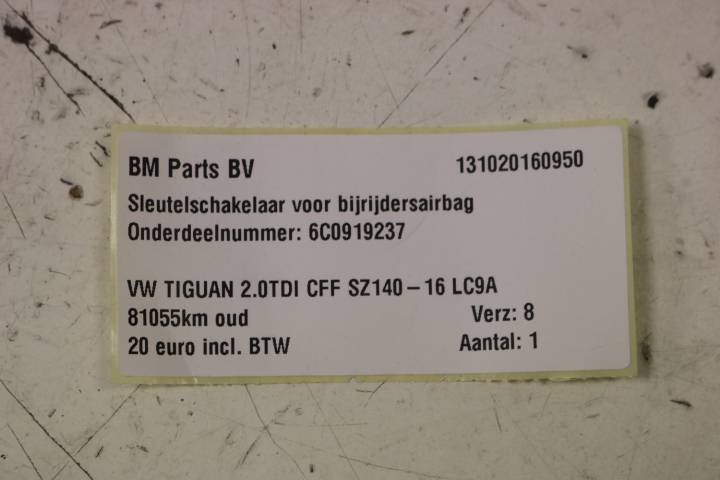 BM Parts BV 131020160950
Sleutelschakelaar voor bijrijdersairbag
Onderdeelnummer: 6C0919237
VW TIGUAN 2.0TDI CFF SZ140-16 LC9A
81055km oud Verz: 8
20 euro incl. BTW Aantal: 1